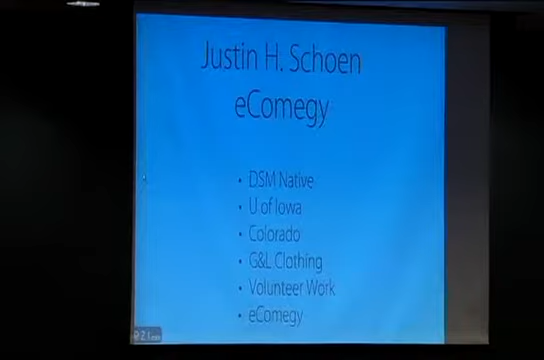 Justin H. Schoen
eComegy
• DSM Native
• U of Iowa
• Colorado
• G&L Clothing
• Volunteer Work
• eComegy